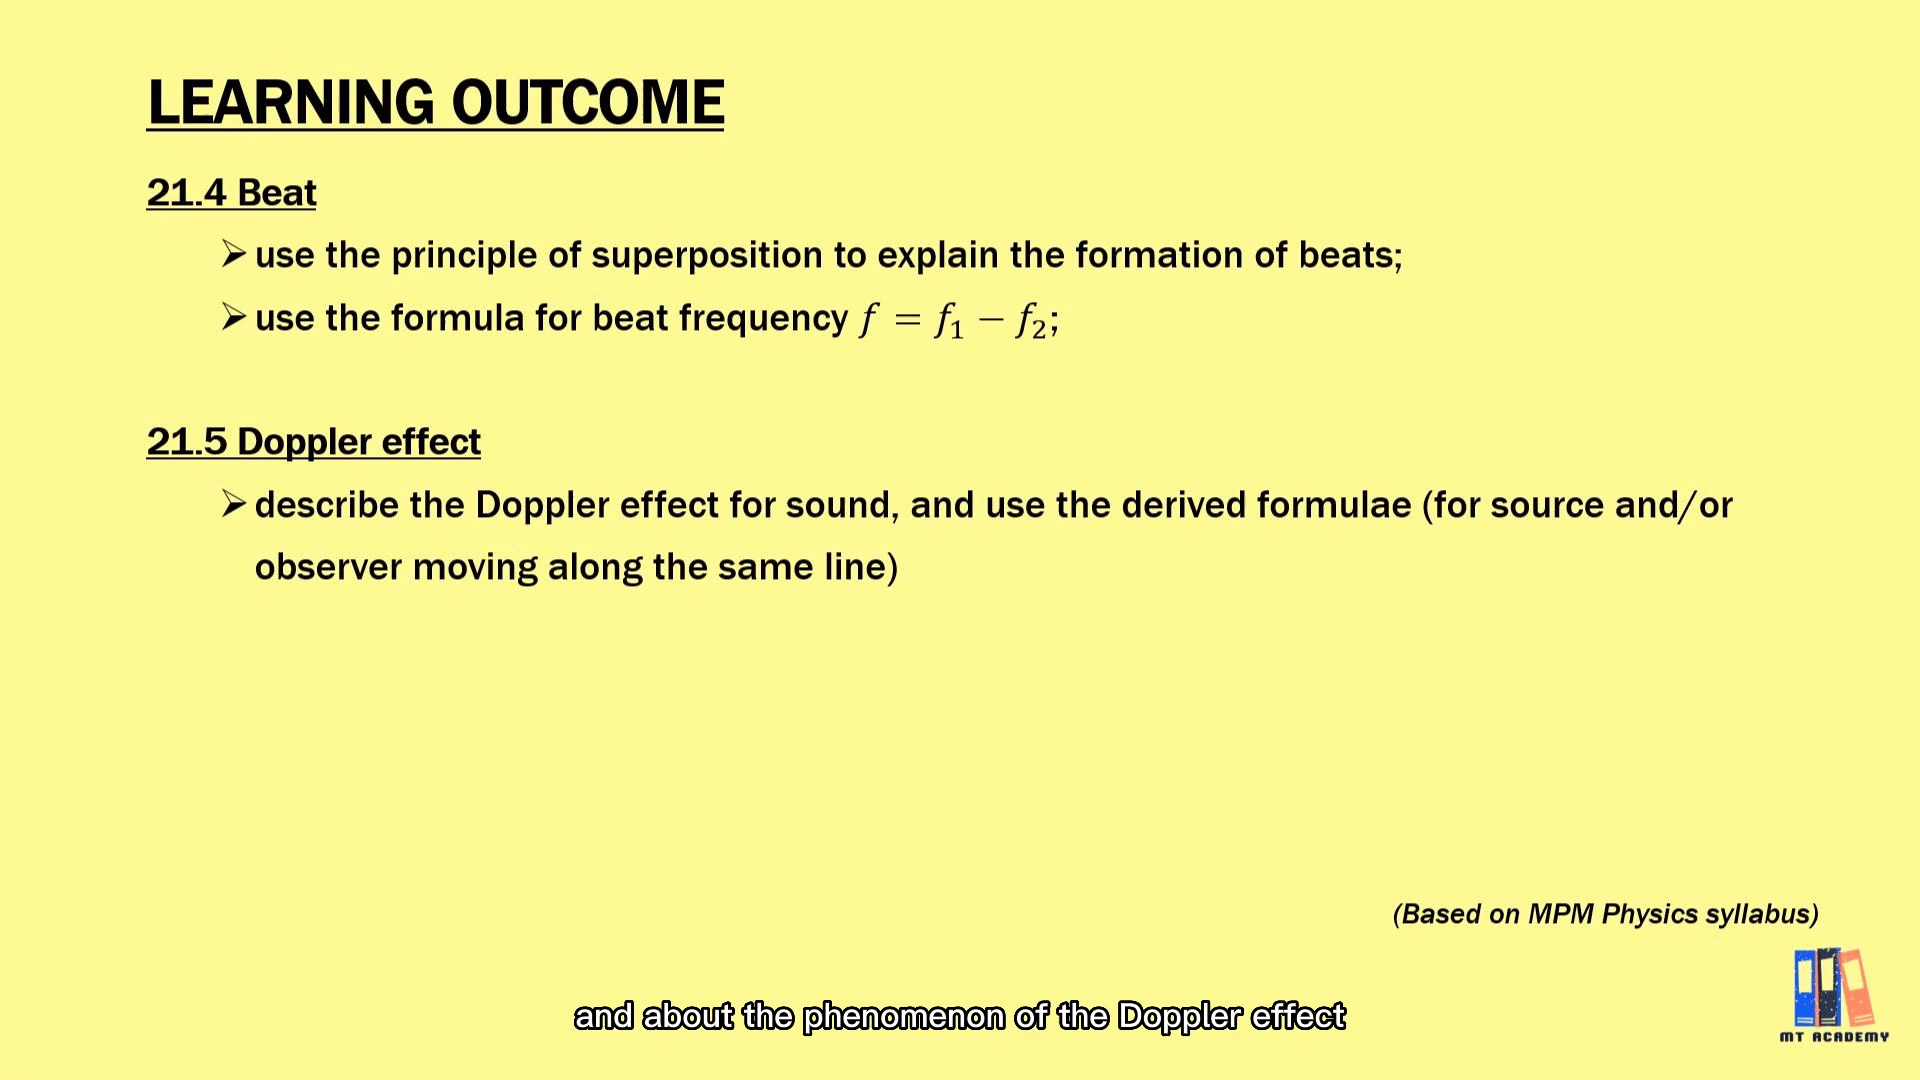 LEARNING OUTCOME
21.4 Beat
➢ use the principle of superposition to explain the formation of beats;
➢ use the formula for beat frequency f = f₁ − f₂;
21.5 Doppler effect
➢ describe the Doppler effect for sound, and use the derived formulae (for source and/or
observer moving along the same line)
(Based on MPM Physics syllabus)
and about the phenomenon of the Doppler effect
MT ACADEMY